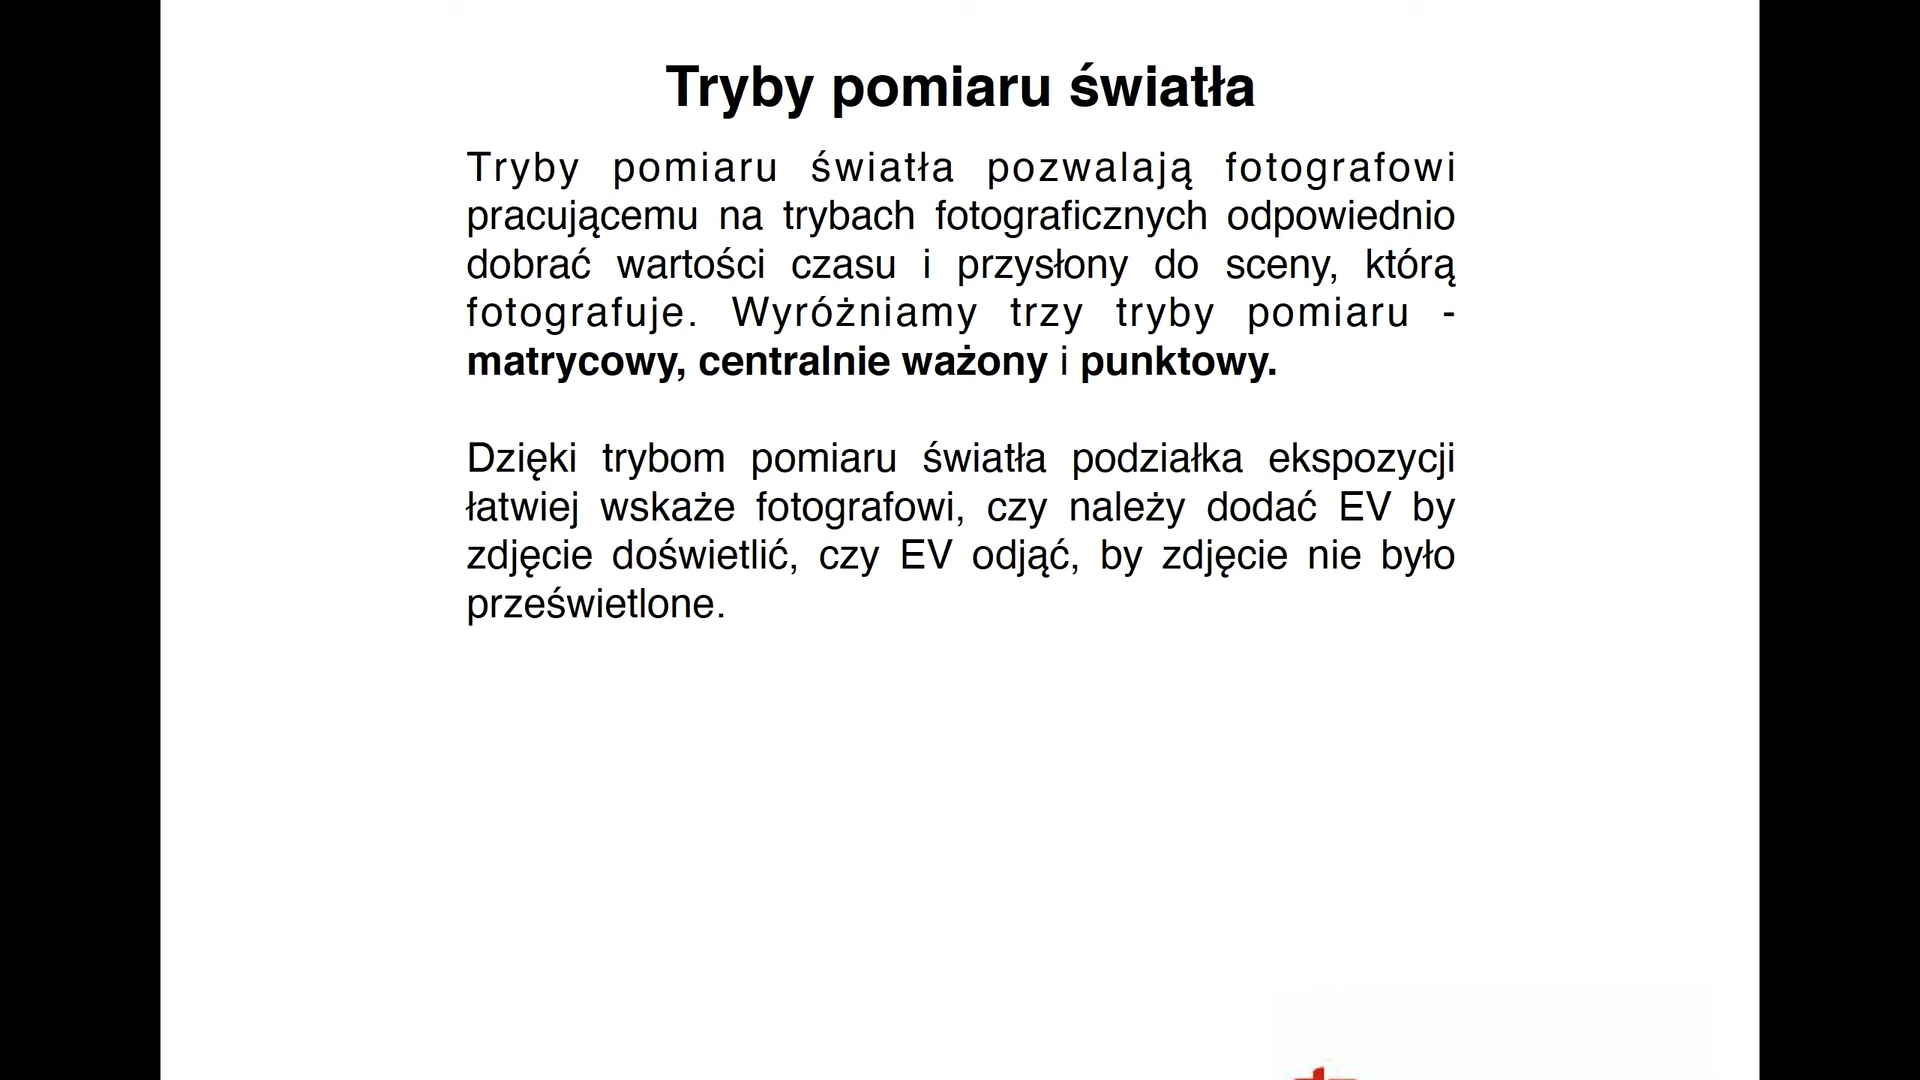 Tryby pomiaru światła
Tryby pomiaru światła pozwalają fotografowi
pracującemu na trybach fotograficznych odpowiednio
dobrać wartości czasu i przysłony do sceny, którą
fotografuje. Wyróżniamy trzy tryby pomiaru -
matrycowy, centralnie ważony i punktowy.
Dzięki trybom pomiaru światła podziałka ekspozycji
łatwiej wskaże fotografowi, czy należy dodać EV by
zdjęcie doświetlić, czy EV odjąć, by zdjęcie nie było
prześwietlone.